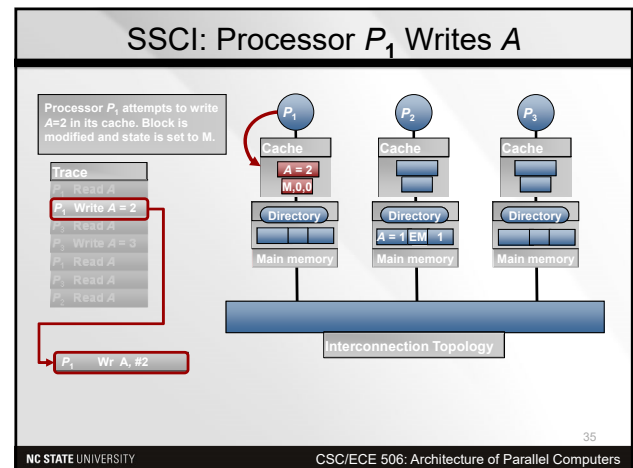 SSCI: Processor P1 Writes A
Processor P1 attempts to write
A=2 in its cache. Block is
modified and state is set to M.
Trace
P1 Read A
P1 Write A = 2
P1 Read A
P1 Write A = 3
P1 Read A
P1 Read A
P2 Read A
P1 Wr A, #2
P1
Cache
A = 2
M,0,0
Directory
Main memory
P2
Cache
Directory
A = 1 EM 1
Main memory
P3
Cache
Directory
Main memory
Interconnection Topology
35
NC STATE UNIVERSITY
CSC/ECE 506: Architecture of Parallel Computers